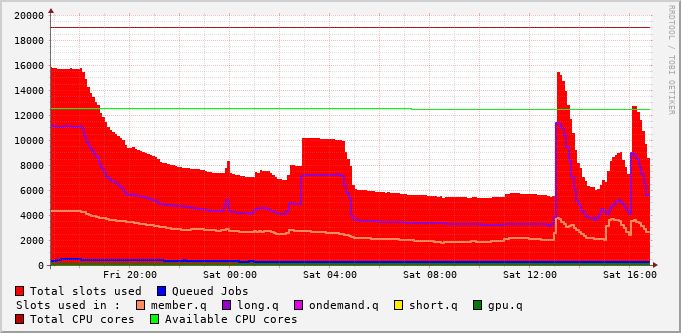 RRDTOOL / TOBI OETIKER
20000
18000
16000
14000
12000
10000
8000
6000
4000
2000
0
Fri 20:00 Sat 00:00 Sat 04:00 Sat 08:00 Sat 12:00 Sat 16:00
Total slots used Queued Jobs
Slots used in : member.q long.q ondemand.q short.q gpu.q
Total CPU cores Available CPU cores